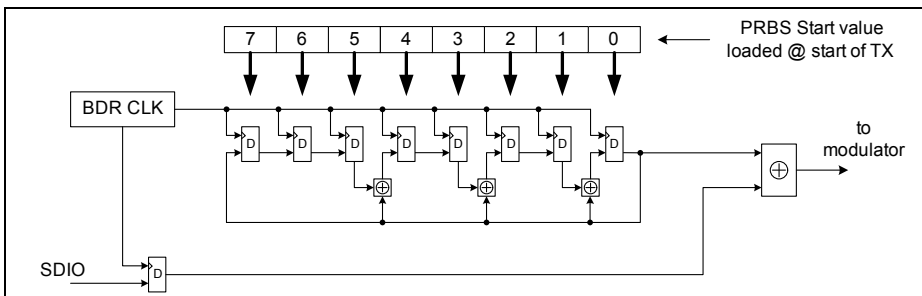 7 6 5 4 3 2 1 0
PRBS Start value
loaded @ start of TX
BDR CLK
D D D D D D D D
to
modulator
SDIO
D